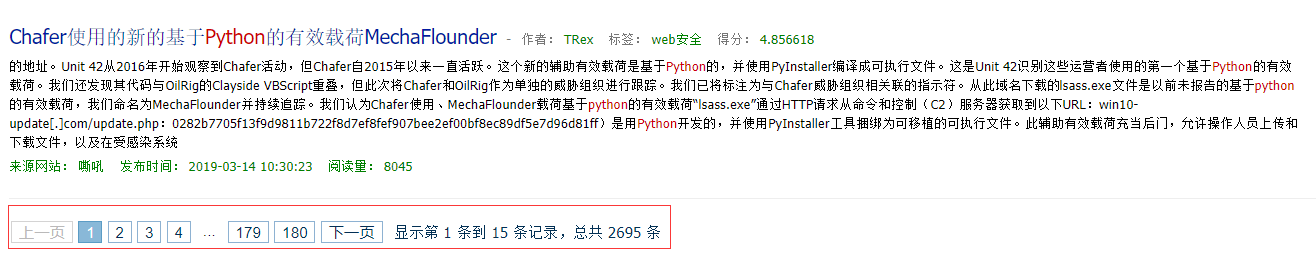 Chafer使用的新的基于Python的有效载荷MechaFlounder - 作者： TRex 标签： web安全 得分： 4.856618
的地址。Unit 42从2016年开始观察到Chafer活动，但Chafer自2015年以来一直活跃。这个新的辅助有效载荷是基于Python的，并使用PyInstaller编译成可执行文件。这是Unit 42识别这些运营者使用的第一个基于Python的有效
载荷。我们还发现其代码与OilRig的Clayside VBScript重叠，但此次将Chafer和OilRig作为单独的威胁组织进行跟踪。我们已将标注为与Chafer威胁组织相关联的指示符。从此域名下载的lsass.exe文件是以前未报告的基于python
的有效载荷，我们命名为MechaFlounder并持续追踪。我们认为Chafer使用、MechaFlounder载荷基于python的有效载荷“lsass.exe”通过HTTP请求从命令和控制（C2）服务器获取到以下URL：win10-
update[.]com/update.php：0282b7705f13f9d9811b722f8d7ef8fef907bee2ef00bf8ec89df5e7d96d81ff）是用Python开发的，并使用PyInstaller工具捆绑为可移植的可执行文件。此辅助有效载荷充当后门，允许操作人员上传和
下载文件，以及在受感染系统
来源网站： 嘶吼 发布时间： 2019-03-14 10:30:23 阅读量： 8045
上一页 1 2 3 4 ... 179 180 下一页 显示第 1 条到 15 条记录，总共 2695 条